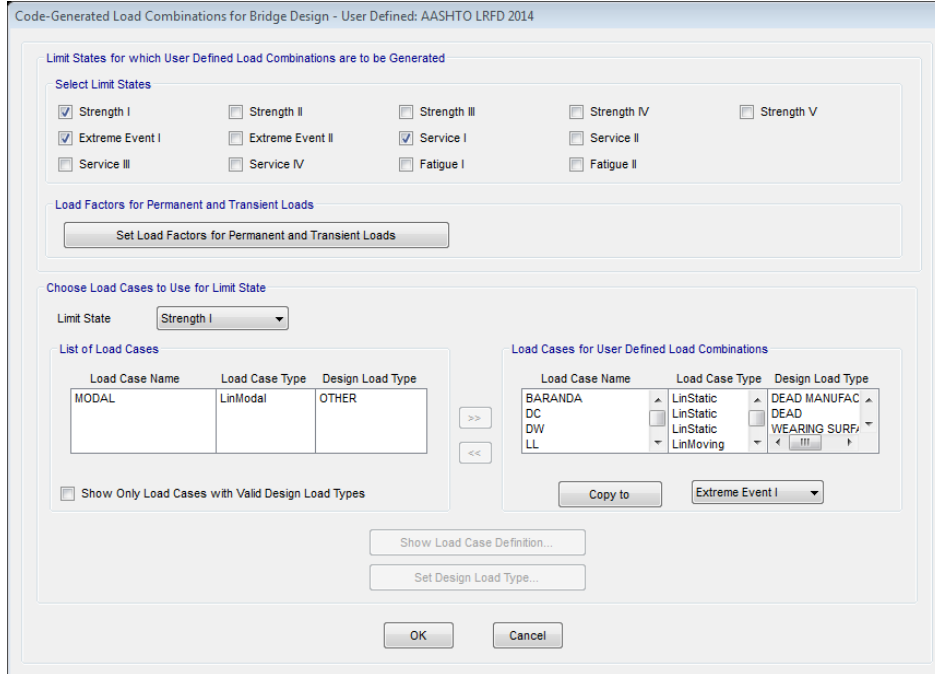 Code-Generated Load Combinations for Bridge Design - User Defined: AASHTO LRFD 2014
Limit States for which User Defined Load Combinations are to be Generated
Select Limit States
Strength I Strength II Strength III Strength IV Strength V
Extreme Event I Extreme Event II Service I Service II
Service III Service IV Fatigue I Fatigue II
Load Factors for Permanent and Transient Loads
Set Load Factors for Permanent and Transient Loads
Choose Load Cases to Use for Limit State
Limit State Strength I
List of Load Cases
Load Case Name Load Case Type Design Load Type
MODAL LinModal OTHER
Show Only Load Cases with Valid Design Load Types
>>
<<
Load Cases for User Defined Load Combinations
Load Case Name Load Case Type Design Load Type
BARANDA LinStatic DEAD MANUFAC
DC LinStatic DEAD
DW LinStatic WEARING SURFA
LL LinMoving
Copy to Extreme Event I
Show Load Case Definition...
Set Design Load Type...
OK Cancel